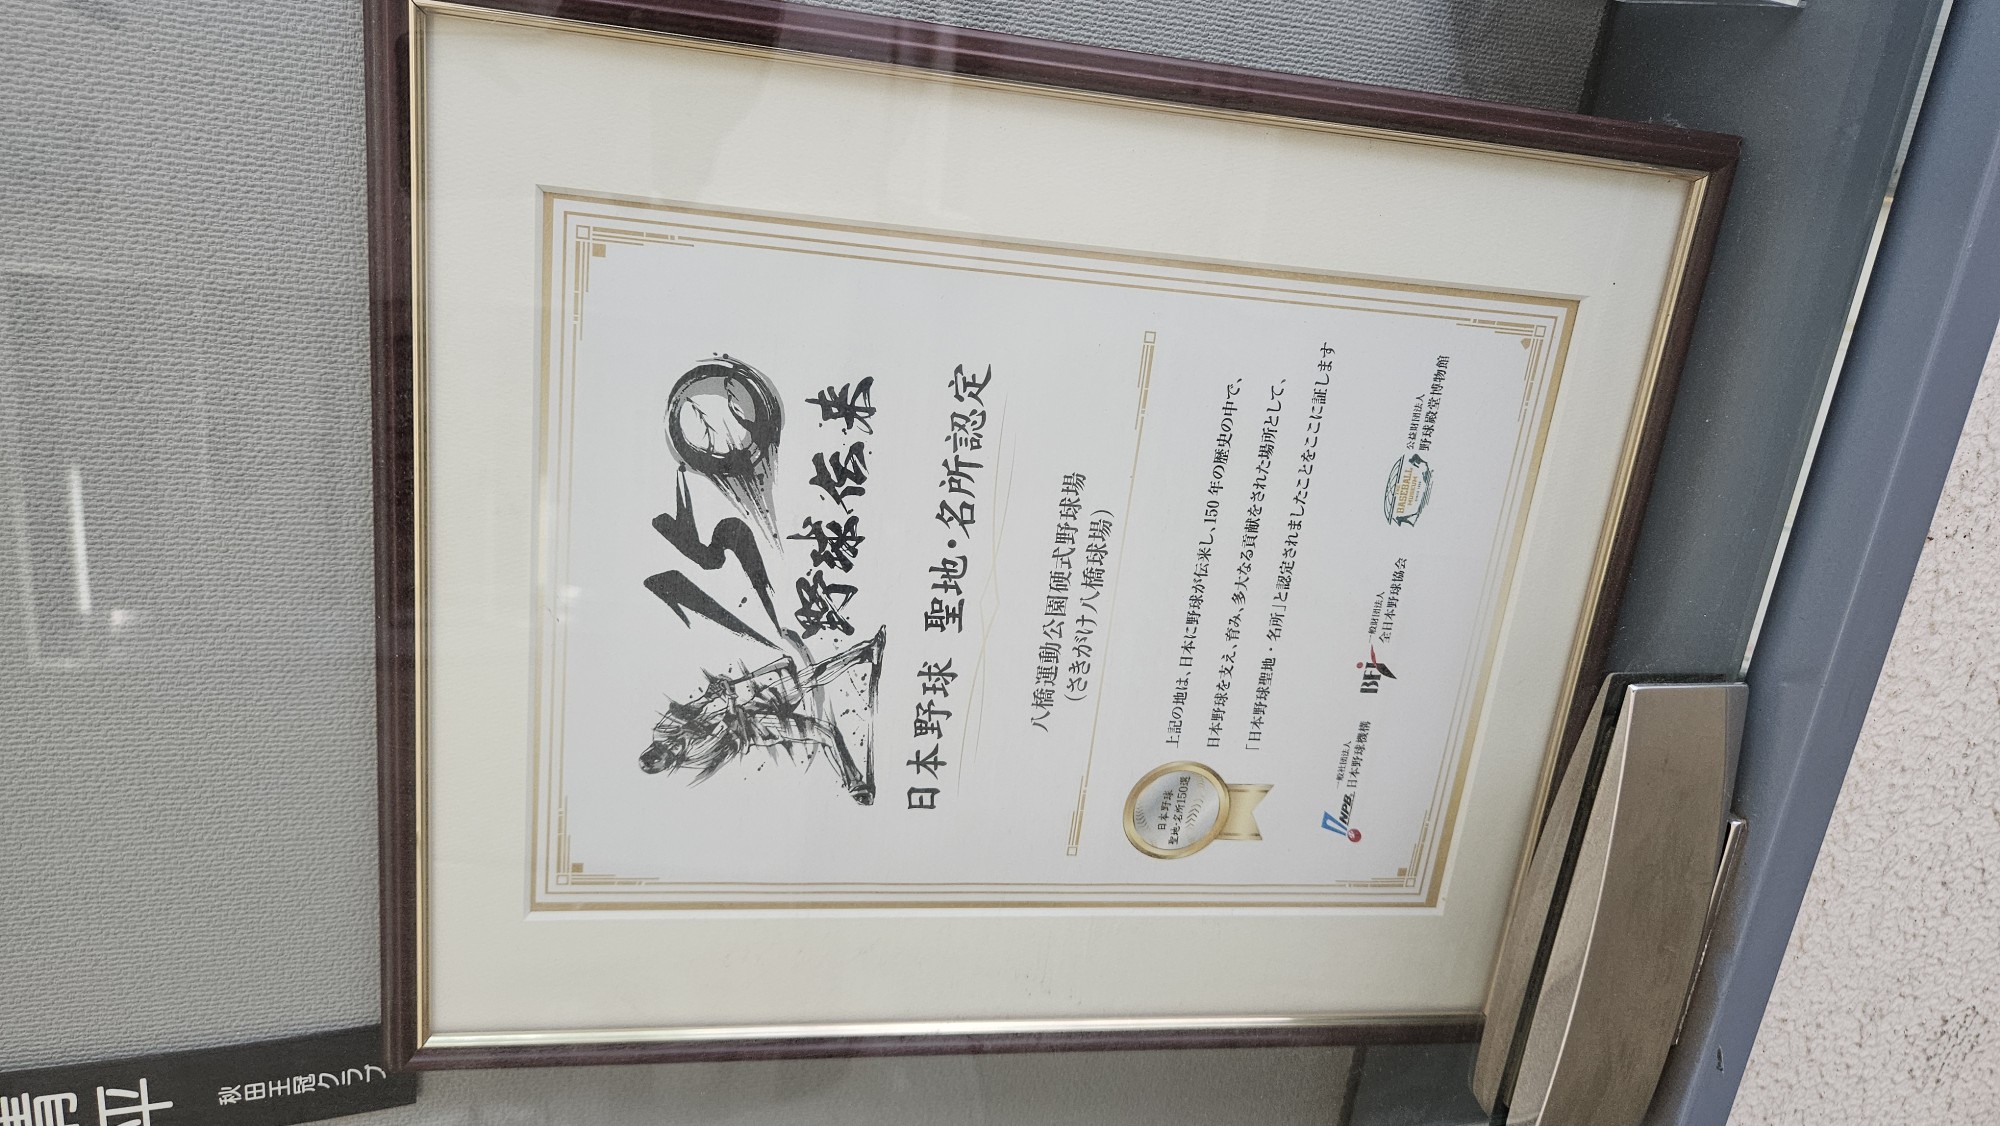 150
野球伝来
日本野球 聖地・名所認定
八橋運動公園硬式野球場
(さきがけ八橋球場)
日本野球
聖地・名所150選
上記の地は、日本に野球が伝来し、150年の歴史の中で、
日本野球を支え、育み、多大なる貢献をされた場所として、
「日本野球聖地・名所」と認定されましたことをここに証します
NPB 一般社団法人
日本野球機構
BFJ 一般財団法人
全日本野球協会
BASEBALL
MUSEUM
公益財団法人
野球殿堂博物館
平
秋田王冠クラブ